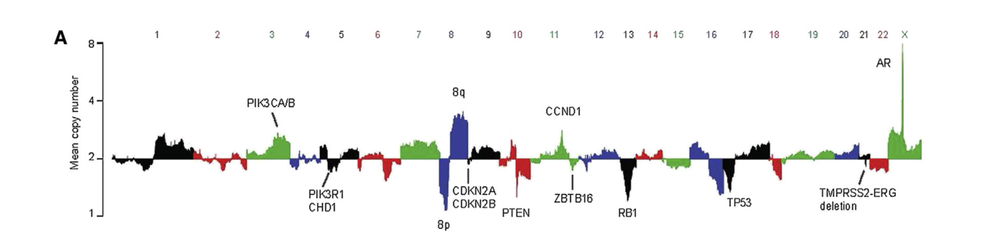 A
1 2 3 4 5 6 7 8 9 10 11 12 13 14 15 16 17 18 19 20 21 22 X
8
AR
8q
PIK3CA/B
4
CCND1
Mean copy number
2
PIK3R1
CHD1
CDKN2A
CDKN2B
ZBTB16
TMPRSS2-ERG
deletion
TP53
PTEN
RB1
1
8p